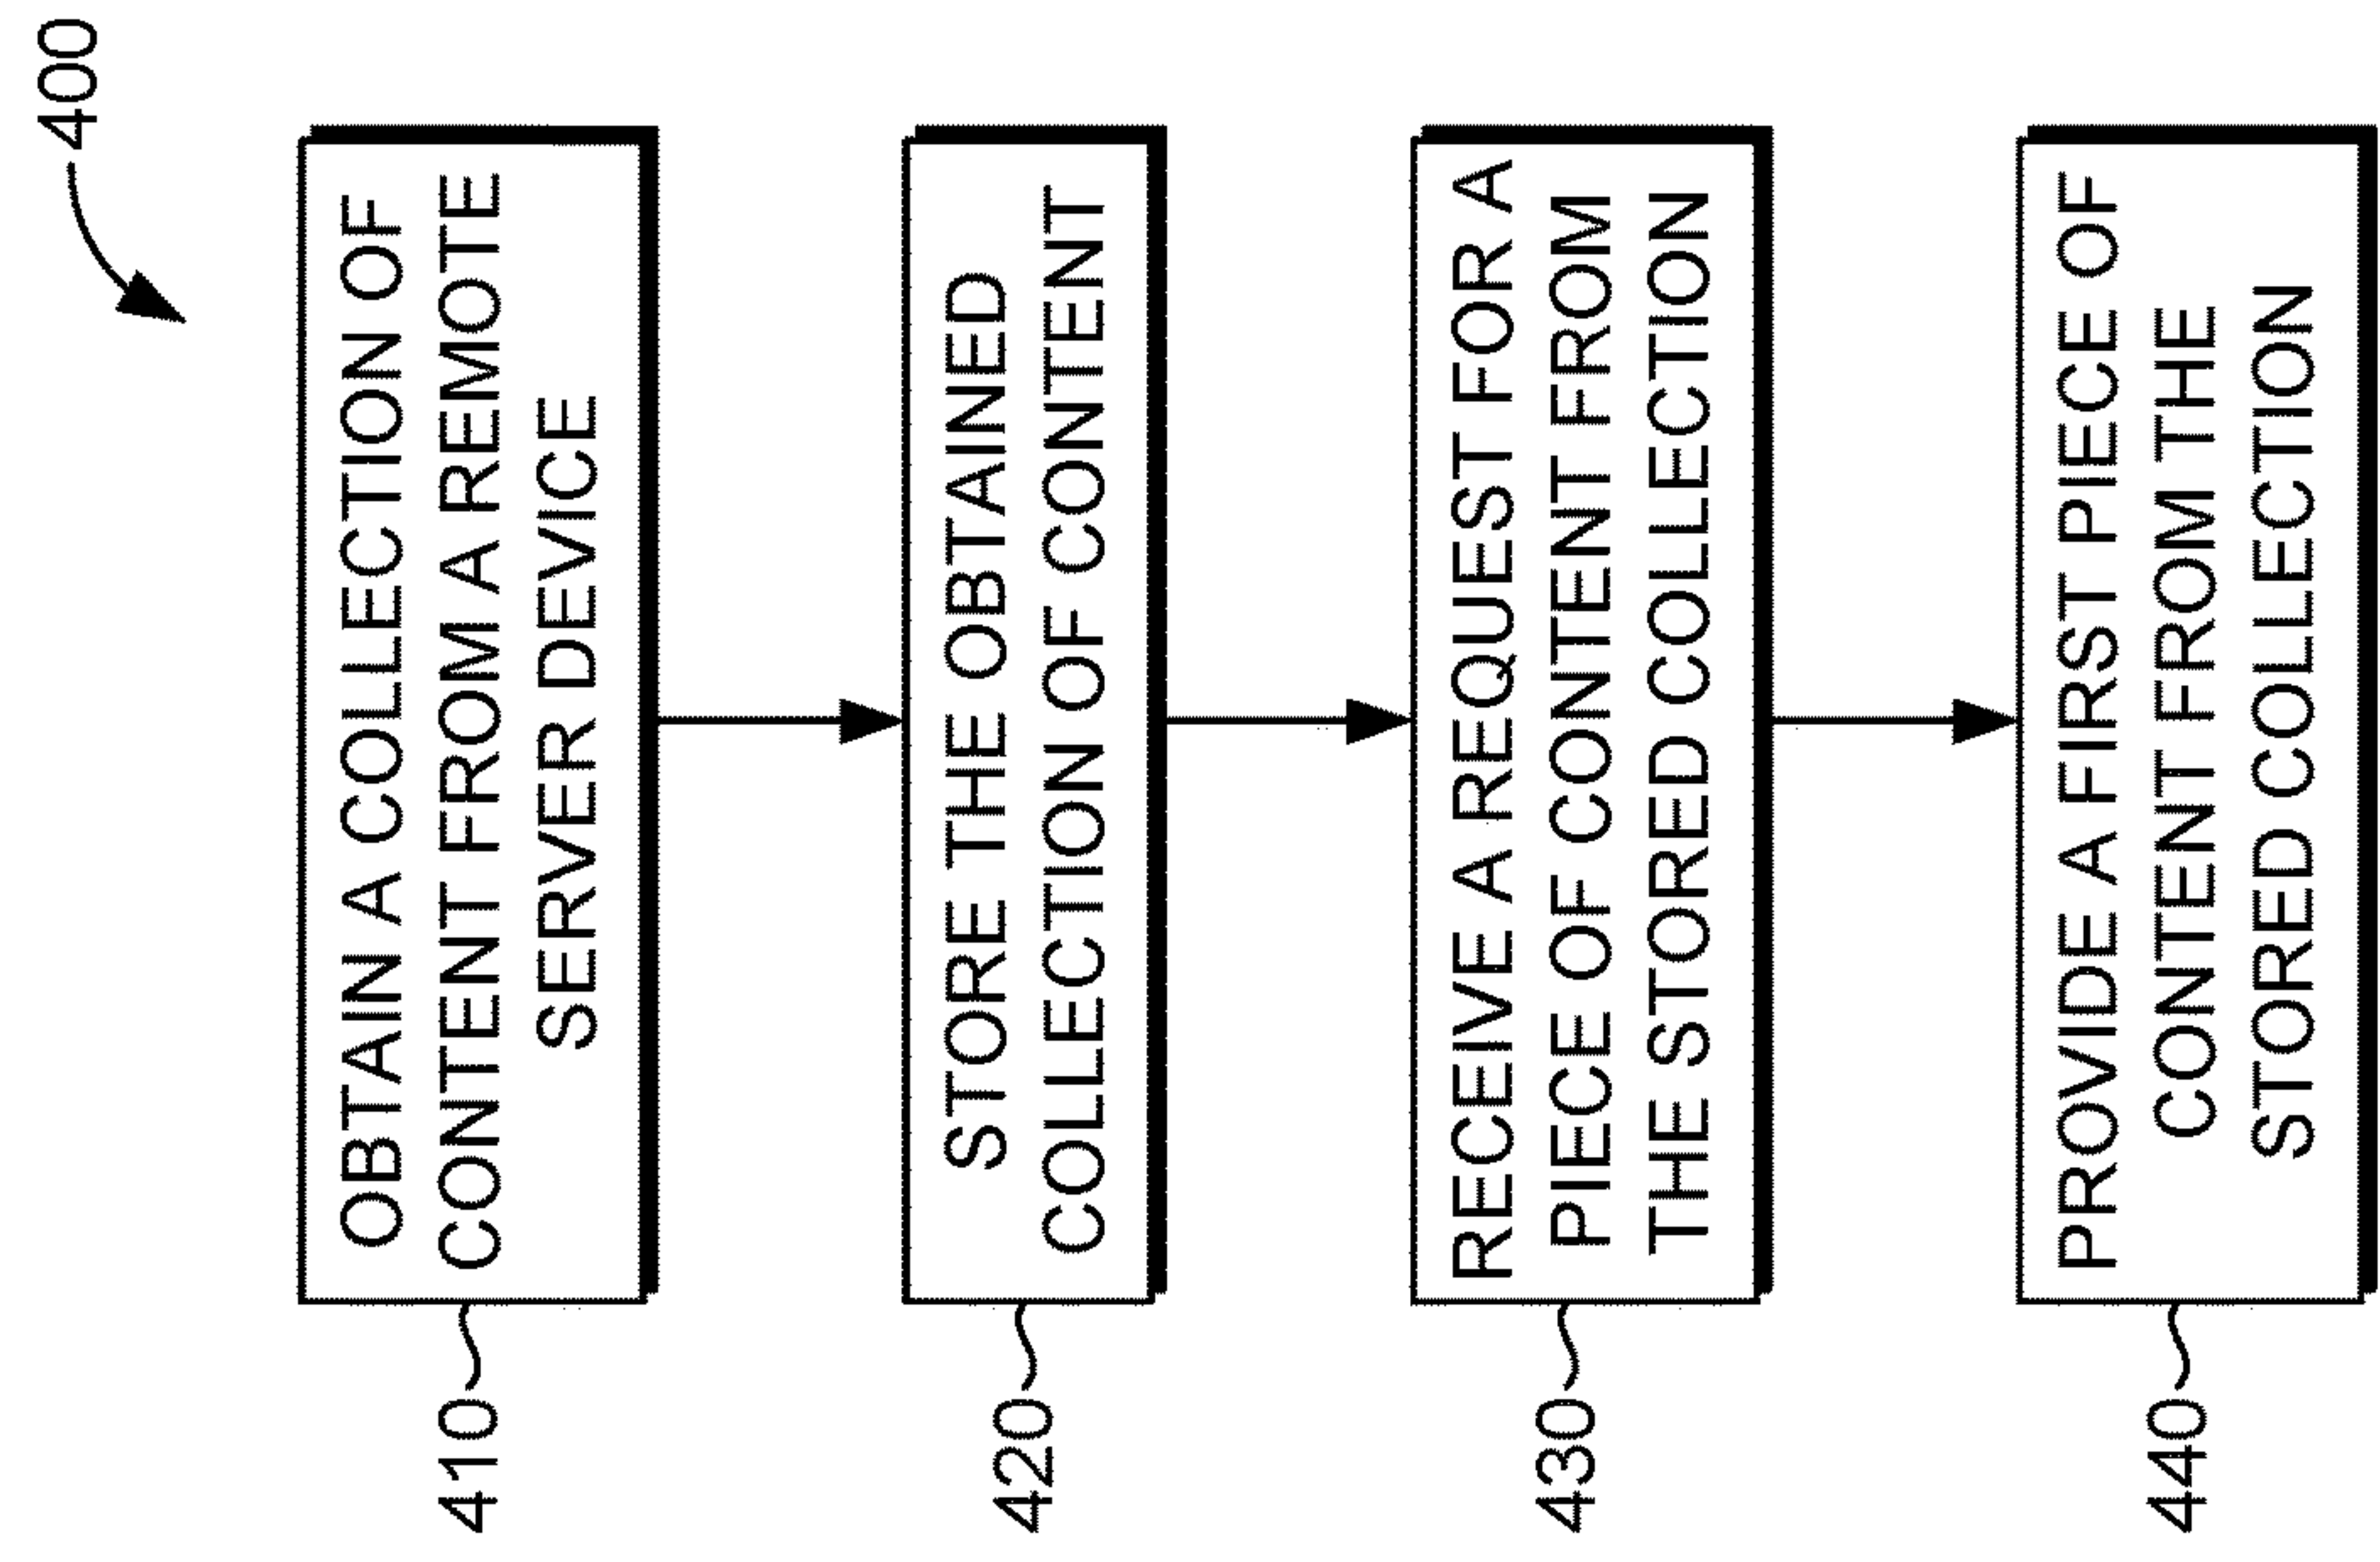 400
410
OBTAIN A COLLECTION OF
CONTENT FROM A REMOTE
SERVER DEVICE
420
STORE THE OBTAINED
COLLECTION OF CONTENT
430
RECEIVE A REQUEST FOR A
PIECE OF CONTENT FROM
THE STORED COLLECTION
440
PROVIDE A FIRST PIECE OF
CONTENT FROM THE
STORED COLLECTION